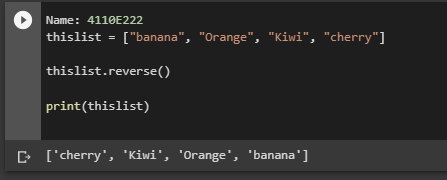 Name: 4110E222
thislist = ["banana", "Orange", "Kiwi", "cherry"]
thislist.reverse()
print(thislist)
['cherry', 'Kiwi', 'Orange', 'banana']